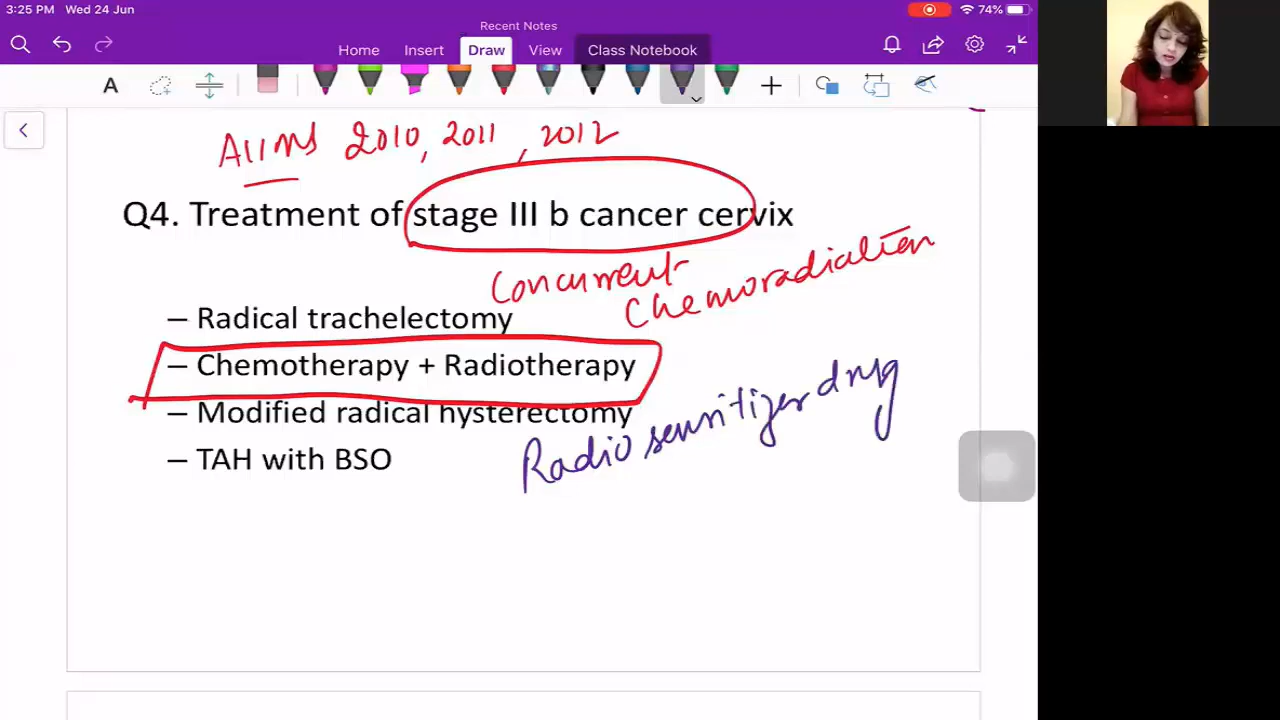 3:25 PM Wed 24 Jun
74%
Recent Notes
Home Insert Draw View Class Notebook
A
AIIMS 2010, 2011, 2012
Q4. Treatment of stage III b cancer cervix
Concurrent
Chemoradiation
– Radical trachelectomy
– Chemotherapy + Radiotherapy
– Modified radical hysterectomy
Radio sensitizer drug
– TAH with BSO